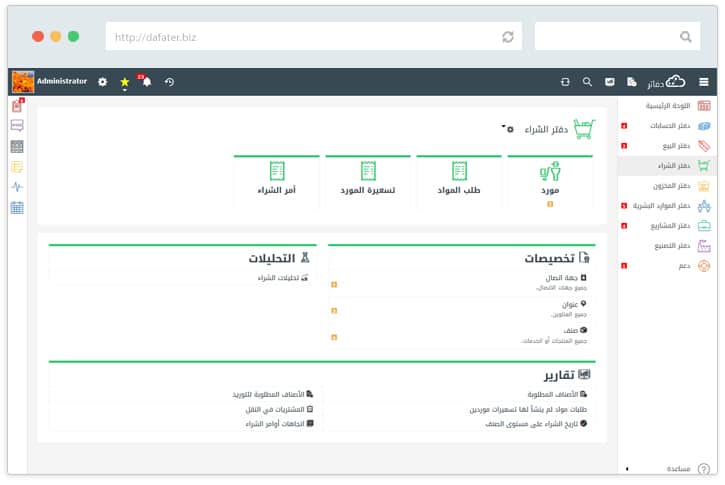 http://dafater.biz
Administrator
دفاتر
اللوحة الرئيسية
دفتر الحسابات
دفتر البيع
دفتر الشراء
دفتر المخزون
دفتر الموارد البشرية
دفتر المشاريع
دفتر التصنيع
دعم
مساعدة
دفتر الشراء
مورد
طلب المواد
تسعيرة المورد
أمر الشراء
تخصيصات
جهة اتصال
جميع جهات الاتصال.
عنوان
جميع العناوين.
صنف
جميع المنتجات أو الخدمات.
التحليلات
تحليلات الشراء
تقارير
الأصناف المطلوبة
طلبات مواد لم ينشأ لها تسعيرات موردين
تاريخ الشراء على مستوى الصنف
الأصناف المطلوبة للتوريد
المشتريات في النقل
اتجاهات أوامر الشراء